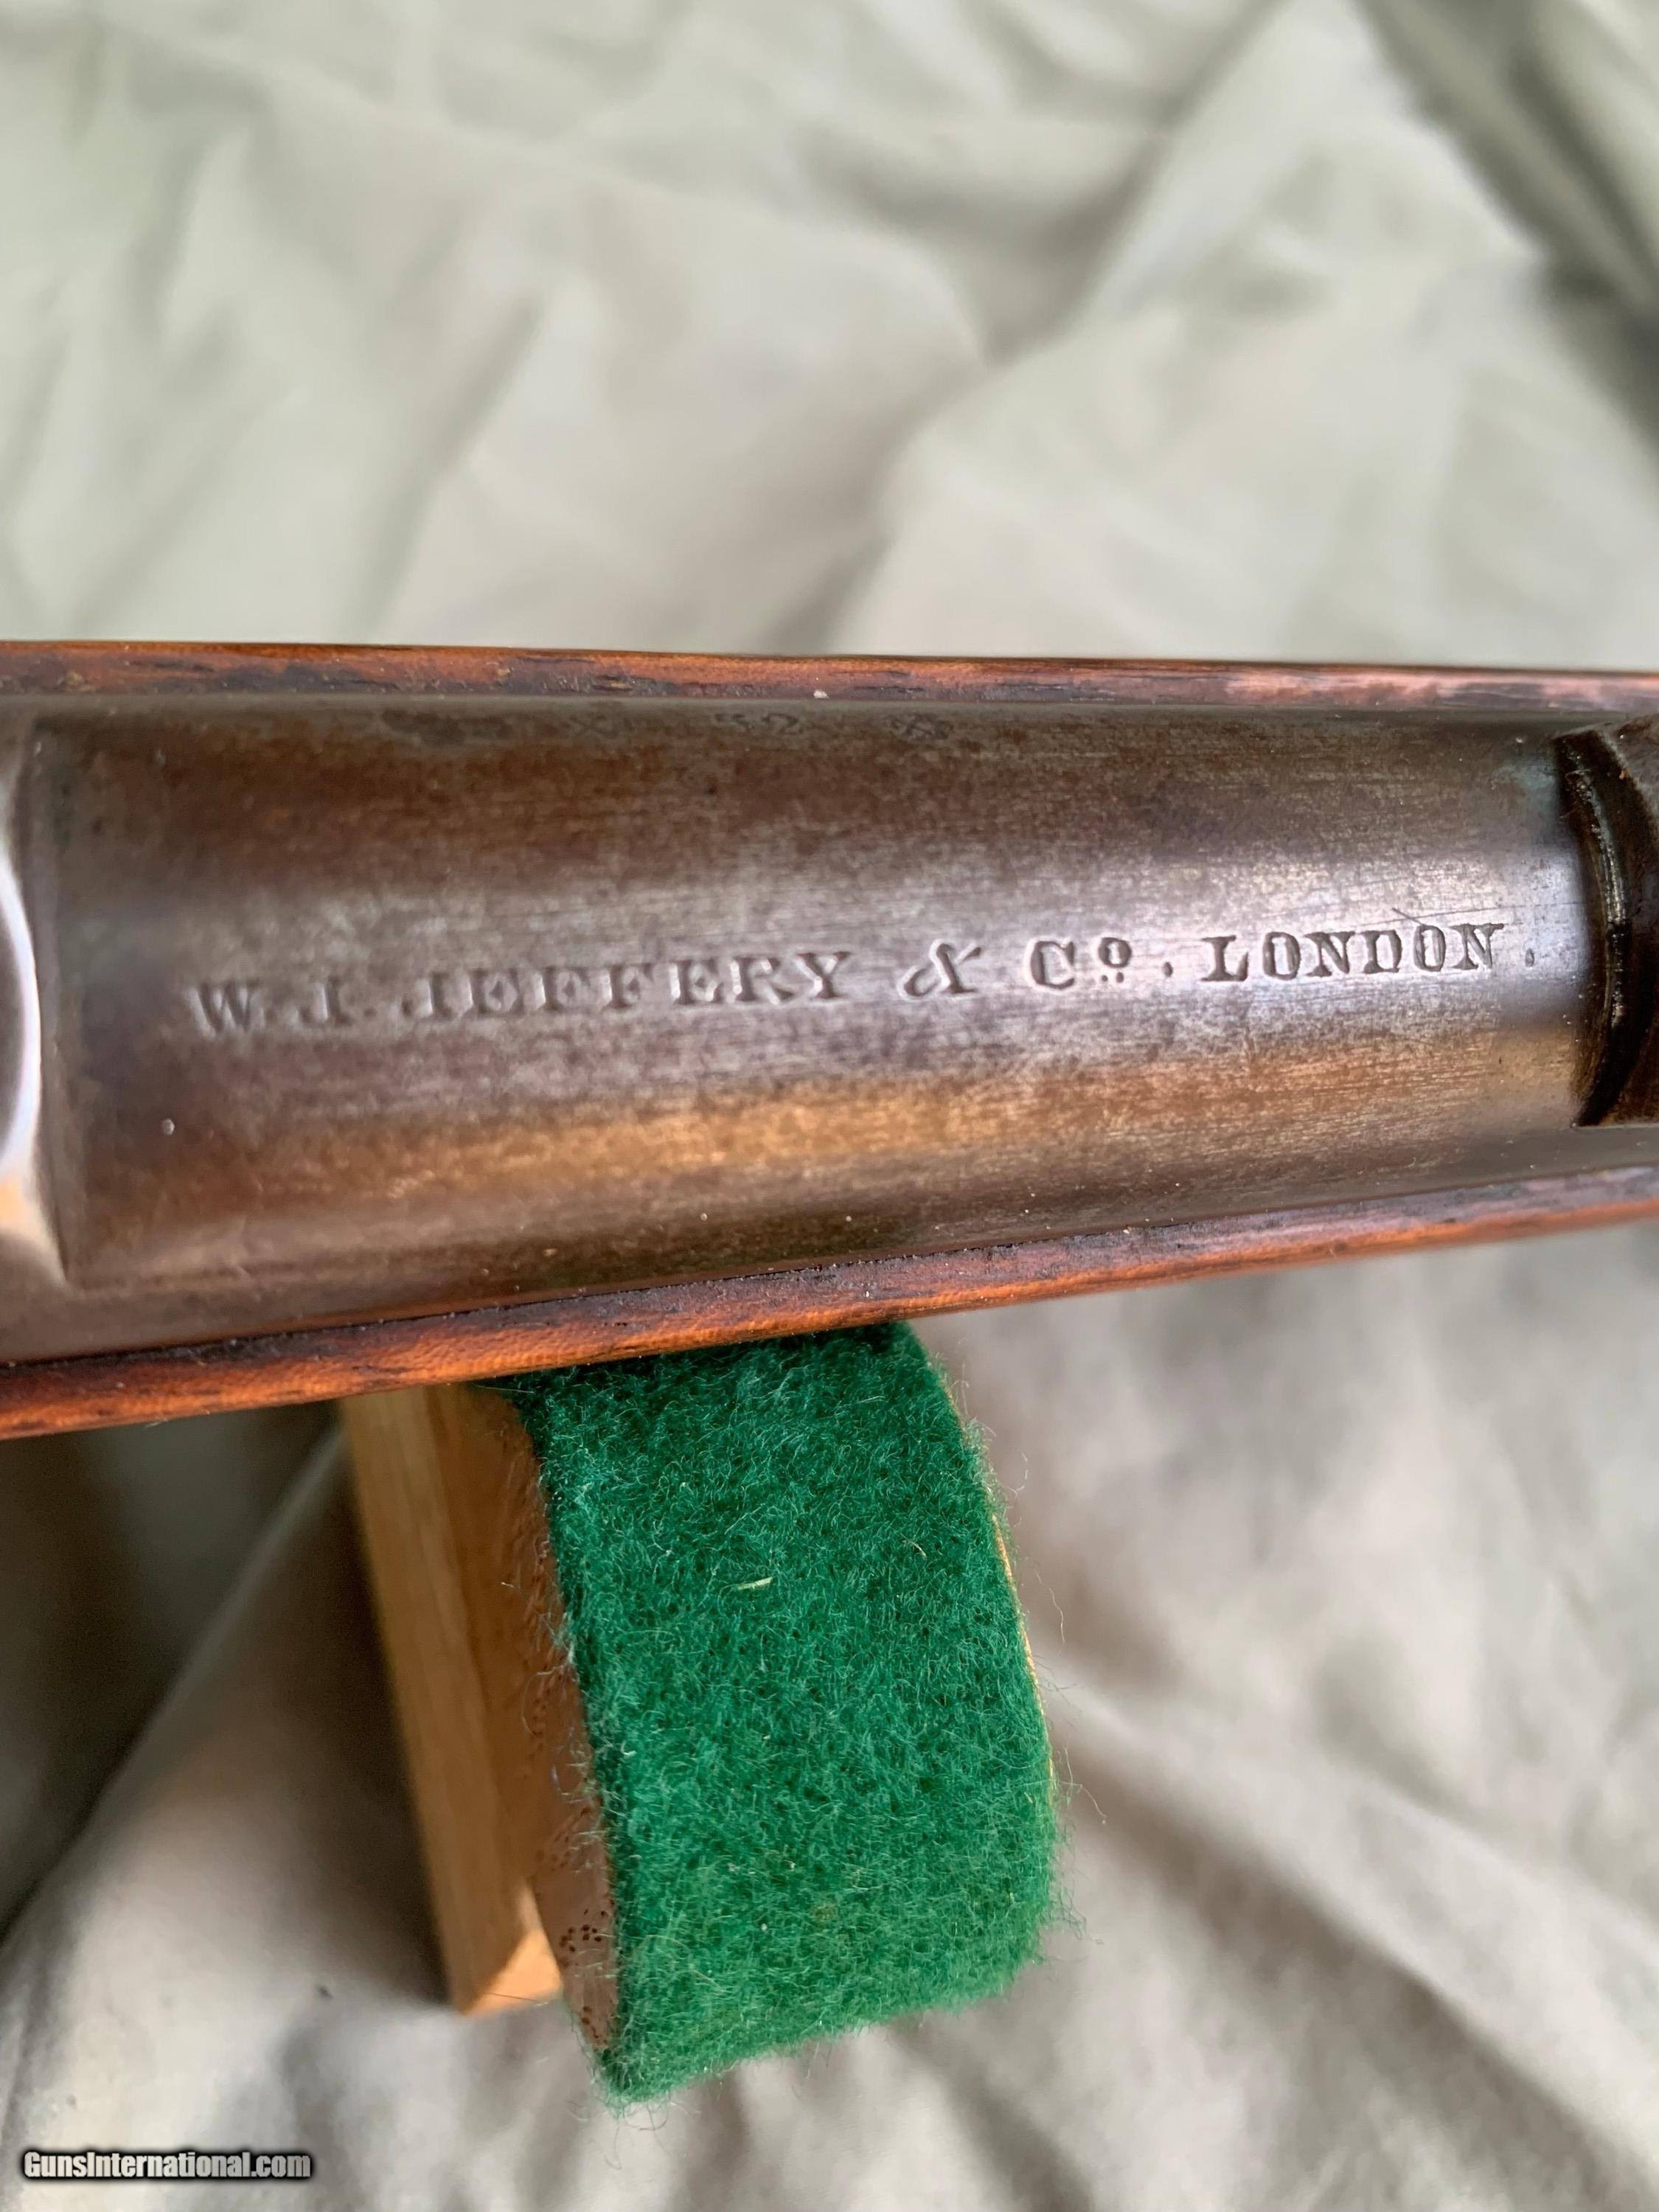 W. J. JEFFERY & Cº. LONDON.
GunsInternational.com